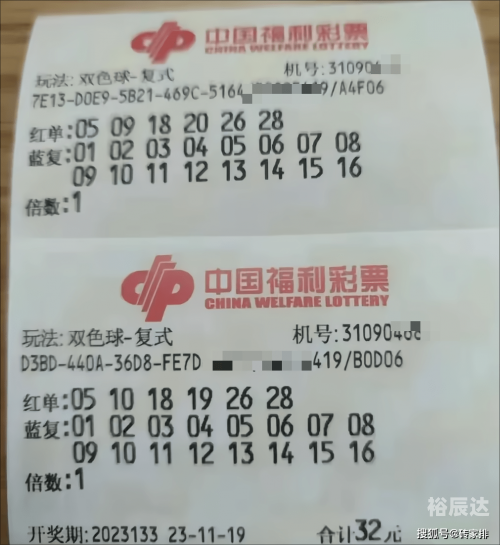 中国福利彩票
CHINA WELFARE LOTTERY
玩法: 双色球-复式 机号: 31090
7E13-D0E9-5B21-469C-5164 9/A4F06
红单:05 09 18 20 26 28
蓝复:01 02 03 04 05 06 07 08
09 10 11 12 13 14 15 16
倍数:1
中国福利彩票
CHINA WELFARE LOTTERY
玩法: 双色球-复式 机号:3109040
D3BD-440A-36D8-FE7D 419/B0D06
红单:05 10 18 19 26 28
蓝复:01 02 03 04 05 06 07 08
09 10 11 12 13 14 15 16
倍数:1
裕辰达
开奖期: 2023133 23-11-19 合计32元
搜狐号@转家排